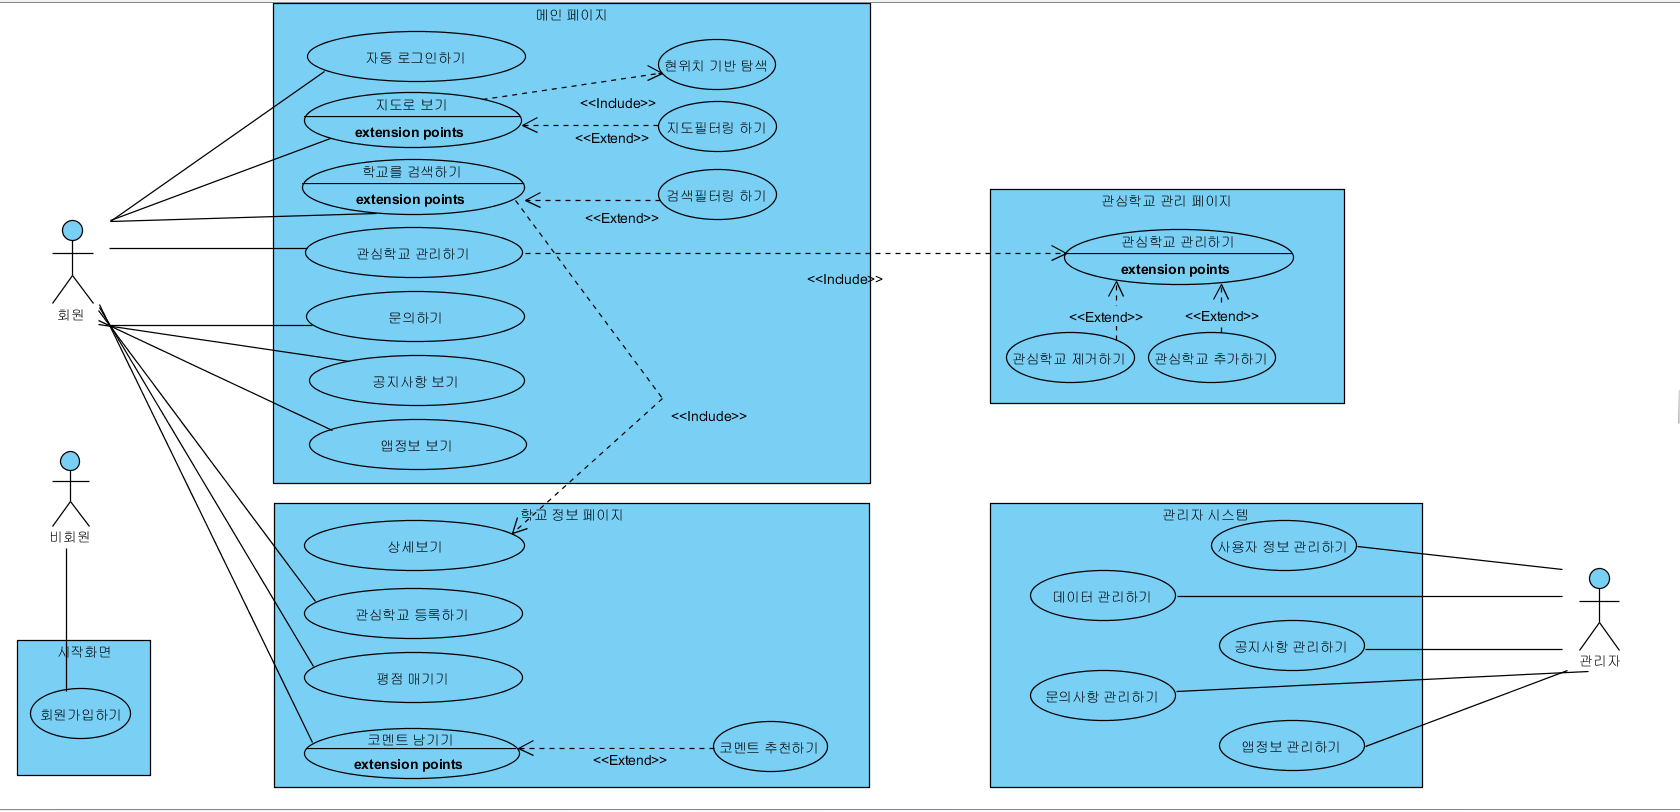 메인 페이지
자동 로그인하기
현위치 기반 탐색
지도로 보기
<<Include>>
extension points
지도필터링 하기
<<Extend>>
학교를 검색하기
extension points
검색필터링 하기
<<Extend>>
관심학교 관리하기
<<Include>>
문의하기
공지사항 보기
<<Include>>
앱정보 보기
관심학교 관리 페이지
관심학교 관리하기
extension points
<<Extend>>
<<Extend>>
관심학교 제거하기
관심학교 추가하기
회원
비회원
시작화면
회원가입하기
학교 정보 페이지
상세보기
관심학교 등록하기
평점 매기기
코멘트 남기기
extension points
코멘트 추천하기
<<Extend>>
관리자 시스템
사용자 정보 관리하기
데이터 관리하기
공지사항 관리하기
문의사항 관리하기
앱정보 관리하기
관리자